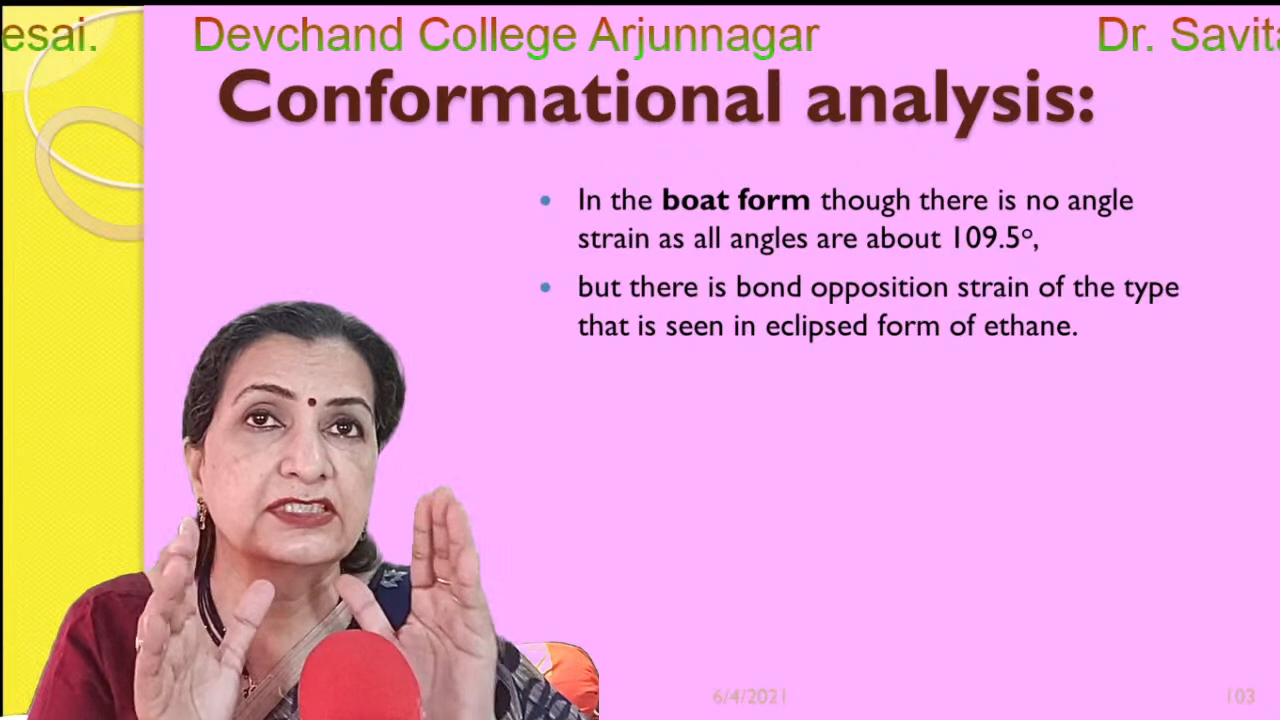 esai. Devchand College Arjunnagar Dr. Savita
Conformational analysis:
• In the boat form though there is no angle
strain as all angles are about 109.5°,
• but there is bond opposition strain of the type
that is seen in eclipsed form of ethane.
6/4/2021 103